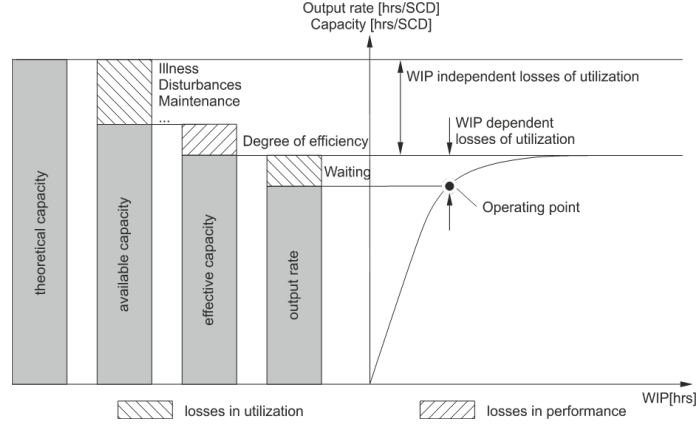 Output rate [hrs/SCD]
Capacity [hrs/SCD]
Illness
Disturbances
Maintenance
...
WIP independent losses of utilization
Degree of efficiency
WIP dependent
losses of utilization
Waiting
Operating point
theoretical capacity
available capacity
effective capacity
output rate
WIP[hrs]
losses in utilization
losses in performance